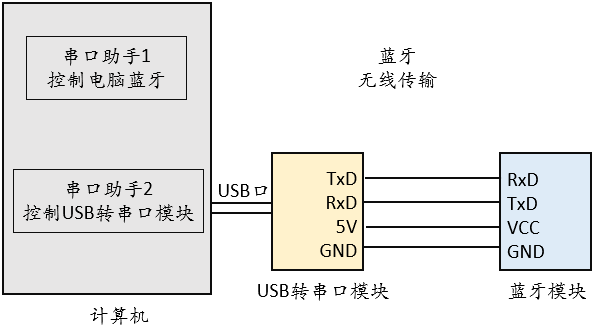 串口助手1
控制电脑蓝牙
蓝牙
无线传输
串口助手2
控制USB转串口模块
USB口
TxD
RxD
5V
GND
RxD
TxD
VCC
GND
USB转串口模块
蓝牙模块
计算机